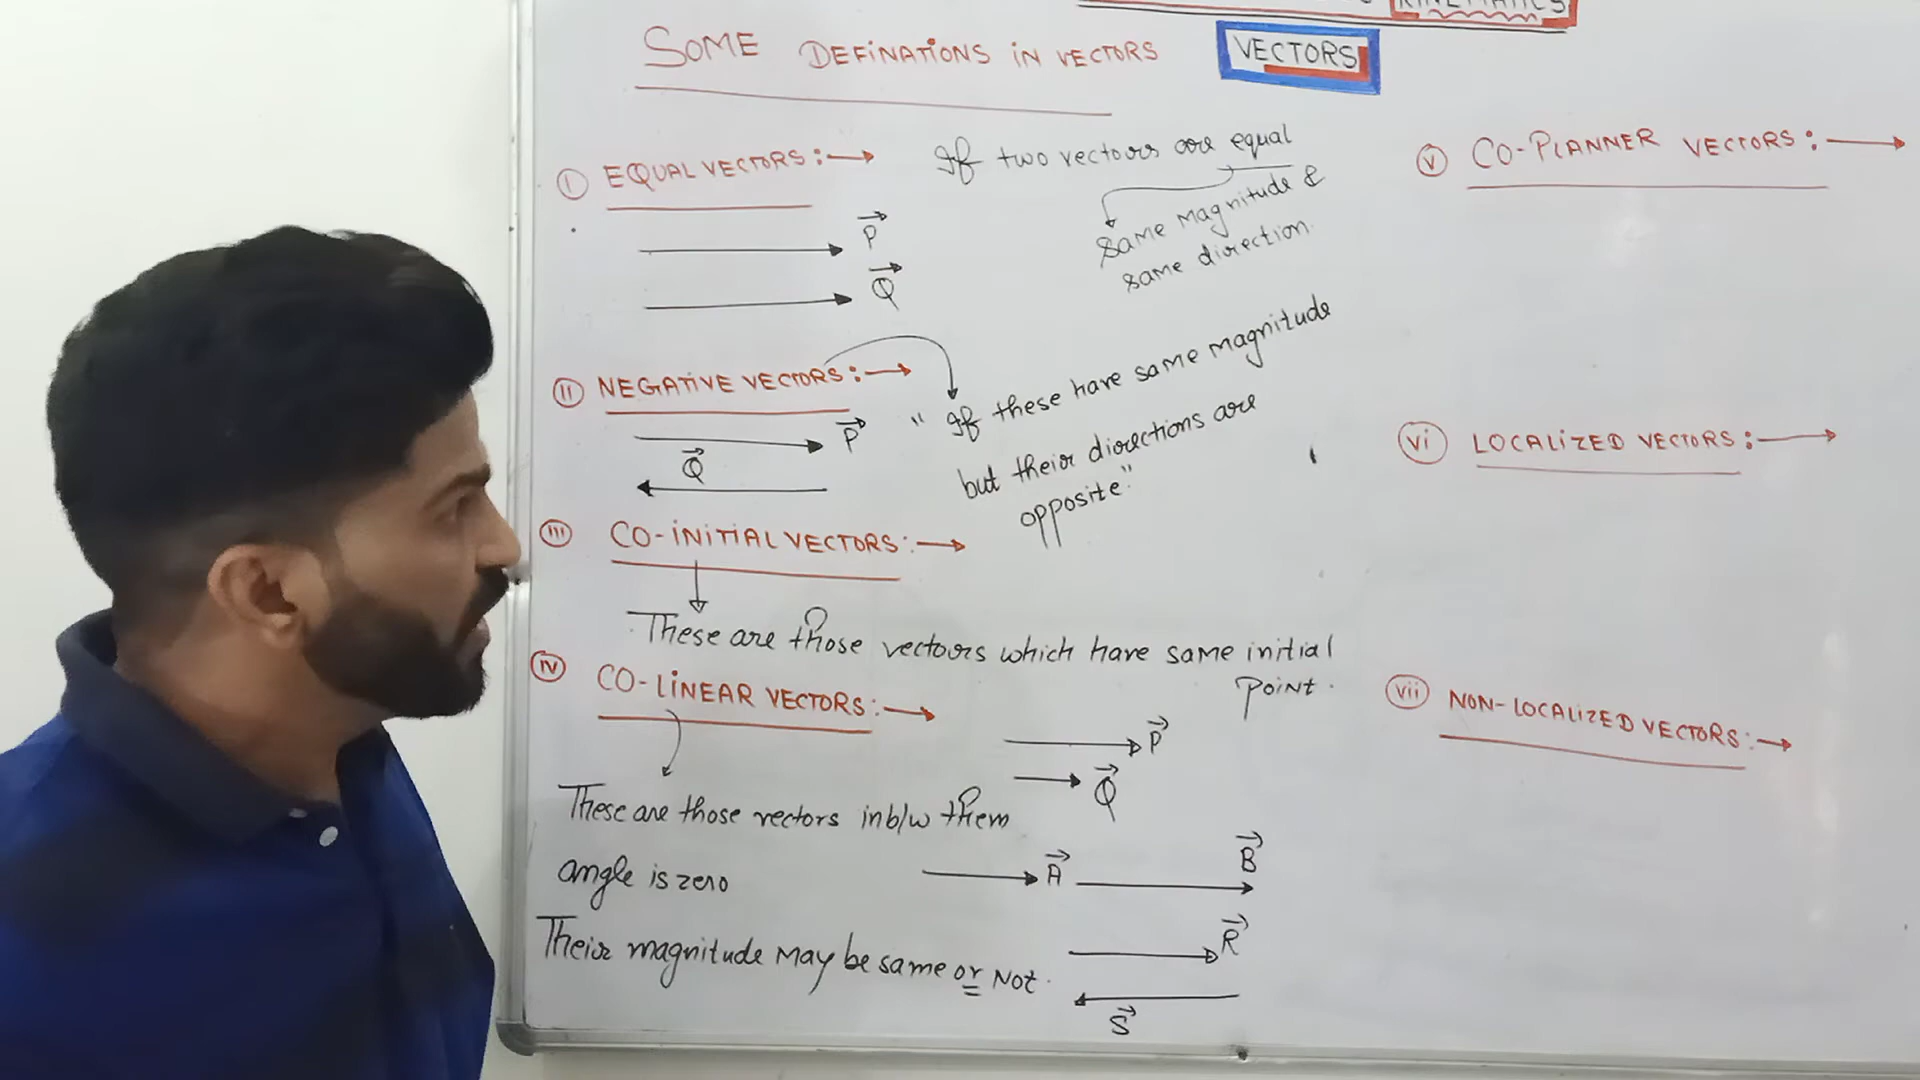 KINEMATICS
SOME DEFINATIONS IN VECTORS
VECTORS
I EQUAL VECTORS :→
If two vectors are equal
same magnitude &
same direction.
P
Q
II NEGATIVE VECTORS :→
P
Q
" If these have same magnitude
but their directions are
opposite"
III CO-INITIAL VECTORS :→
These are those vectors which have same initial
POINT.
IV CO-LINEAR VECTORS :→
P
Q
These are those vectors in b/w them
angle is zero
A
B
Their magnitude may be same or not.
R
S
V CO-PLANNER VECTORS :→
VI LOCALIZED VECTORS :→
VII NON-LOCALIZED VECTORS :→